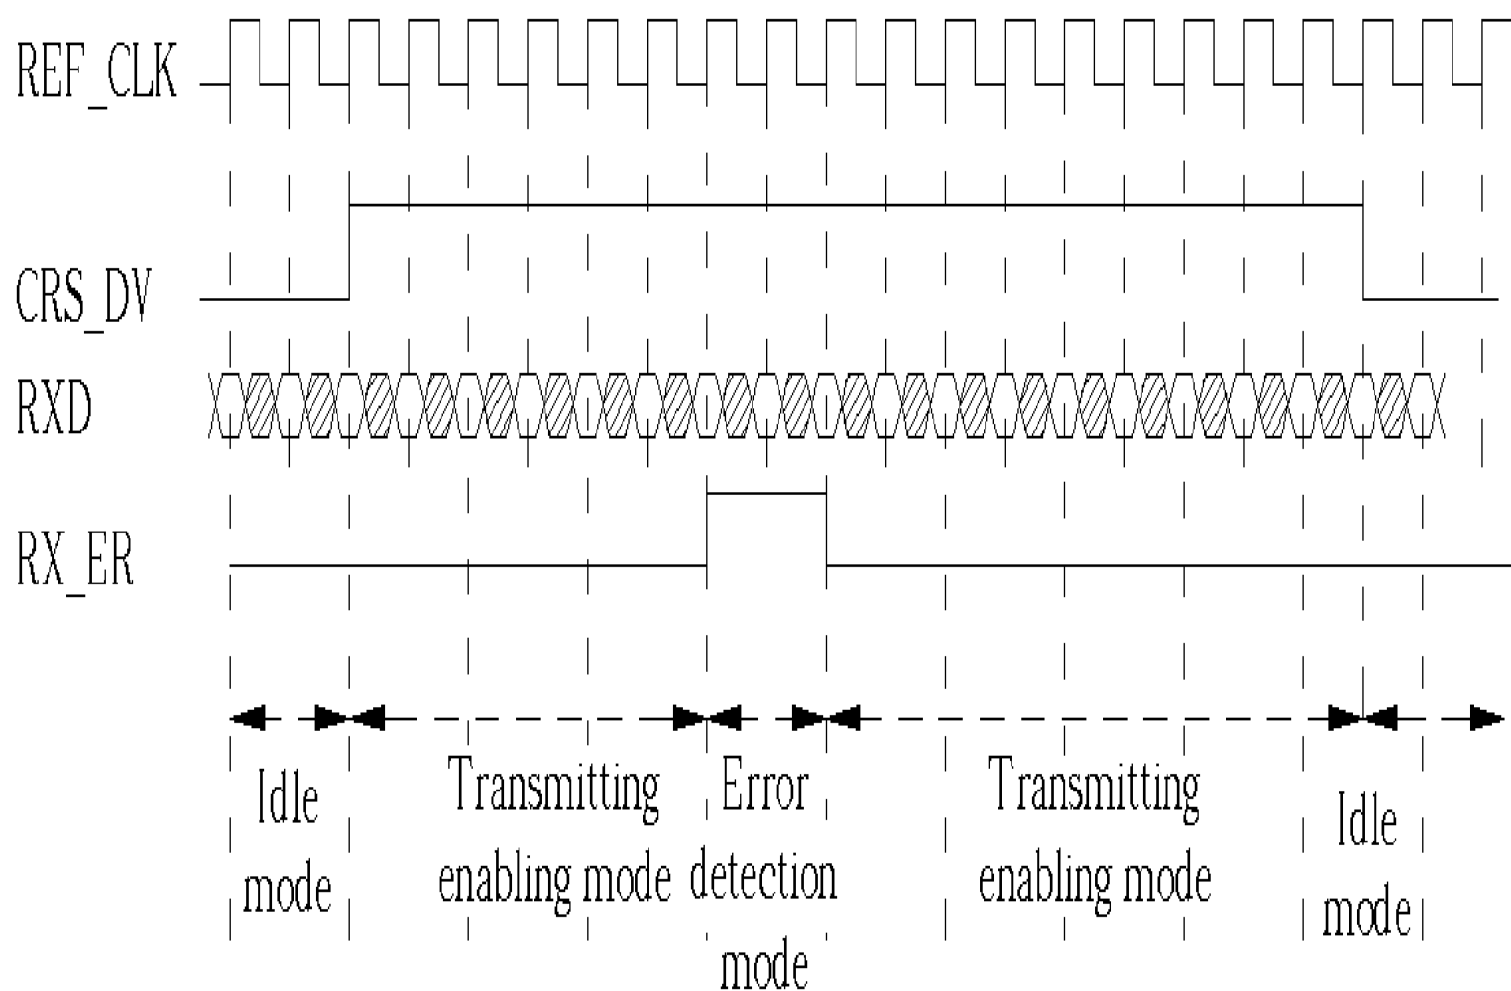 REF_CLK
CRS_DV
RXD
RX_ER
Idle
mode
Transmitting
enabling mode
Error
detection
mode
Transmitting
enabling mode
Idle
mode